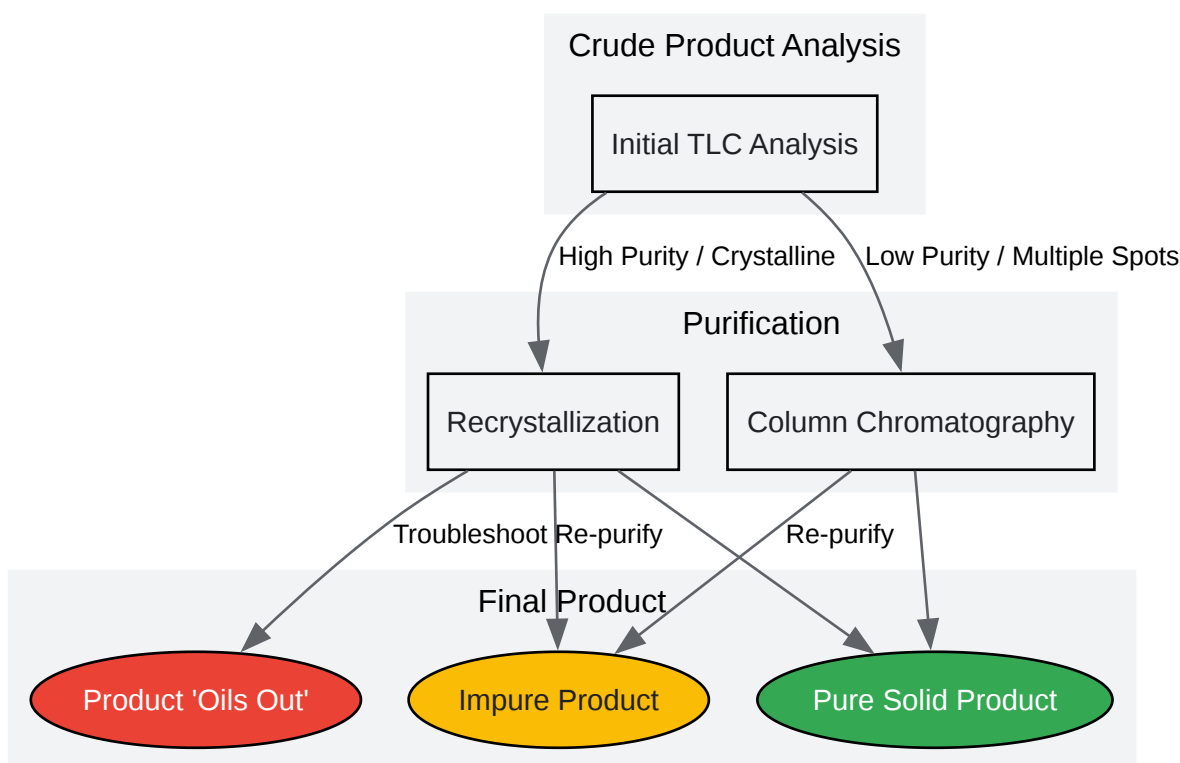 Crude Product Analysis
Initial TLC Analysis
High Purity / Crystalline
Low Purity / Multiple Spots
Purification
Recrystallization
Column Chromatography
Troubleshoot
Re-purify
Re-purify
Final Product
Product 'Oils Out'
Impure Product
Pure Solid Product